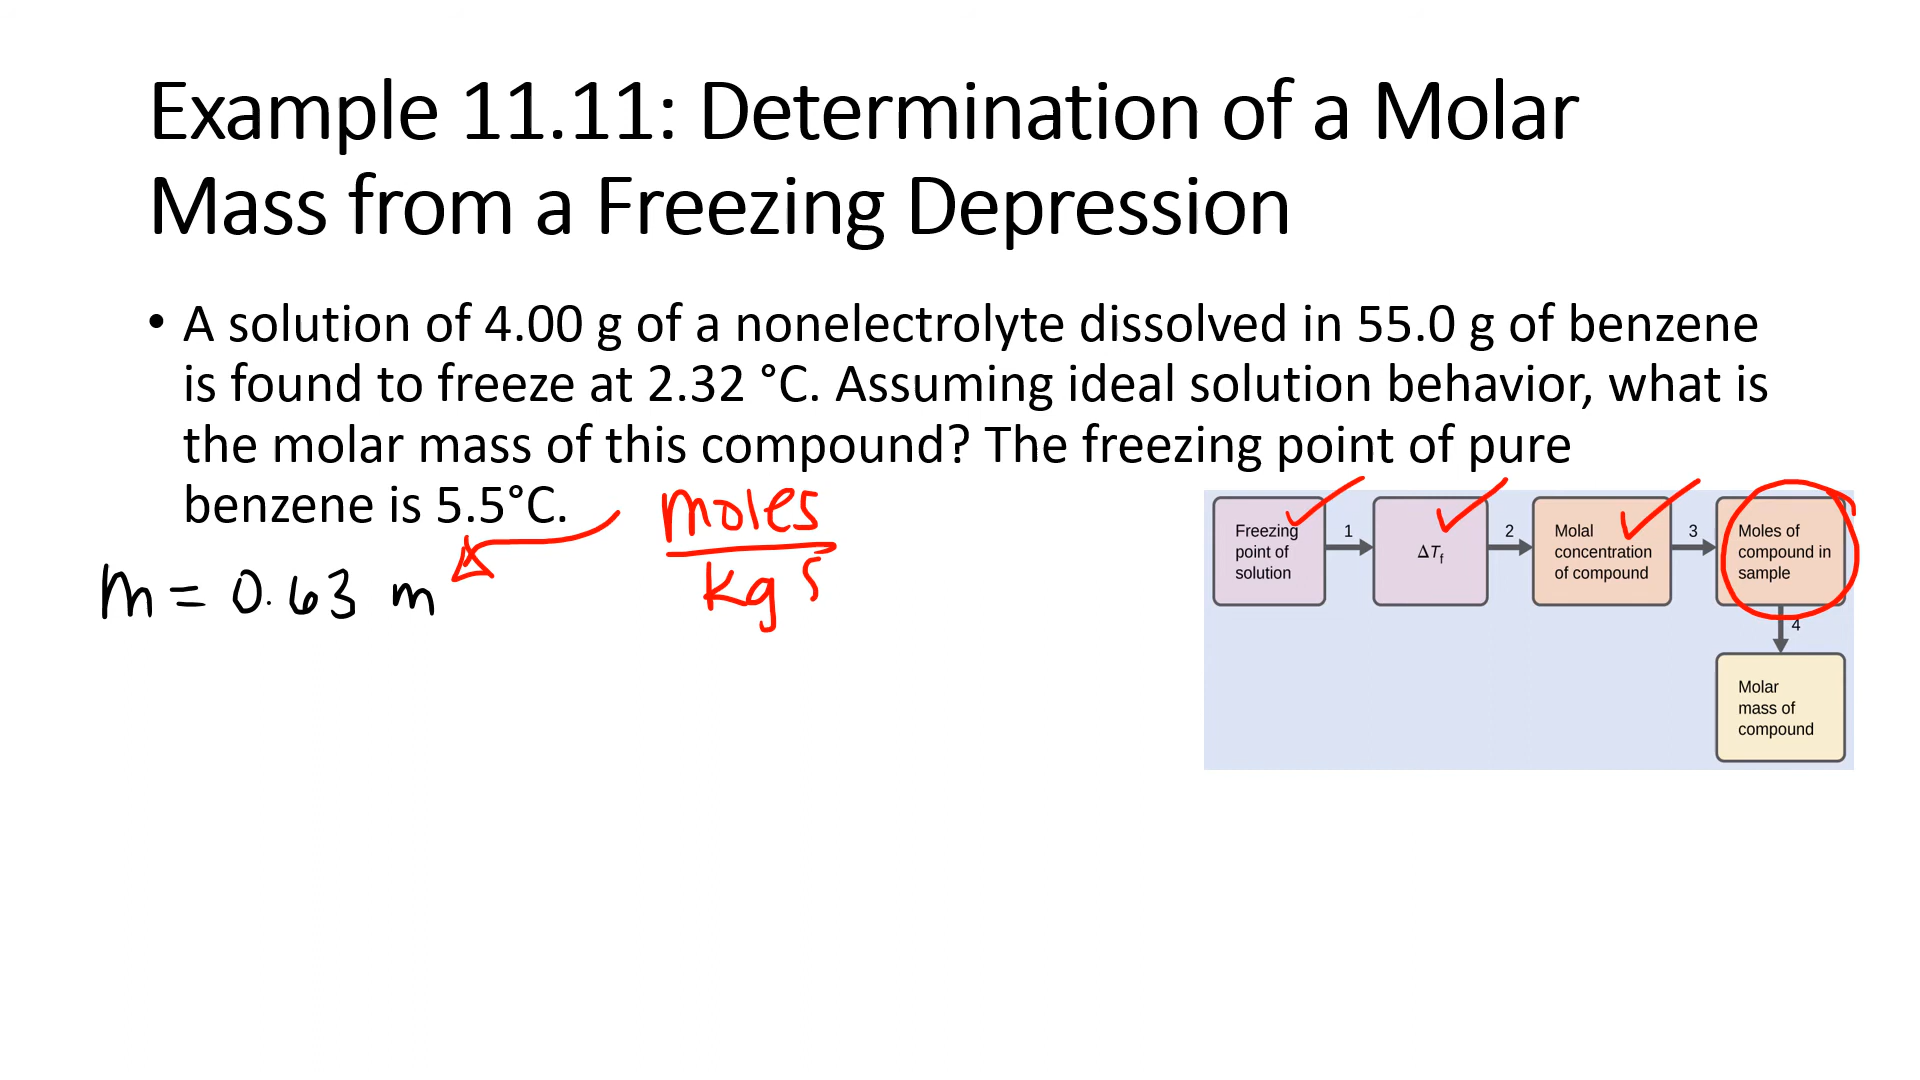 Example 11.11: Determination of a Molar
Mass from a Freezing Depression
• A solution of 4.00 g of a nonelectrolyte dissolved in 55.0 g of benzene
is found to freeze at 2.32 °C. Assuming ideal solution behavior, what is
the molar mass of this compound? The freezing point of pure
benzene is 5.5°C.
moles
kg s
m = 0.63 m
Freezing
point of
solution
1
ΔTf
2
Molal
concentration
of compound
3
Moles of
compound in
sample
4
Molar
mass of
compound